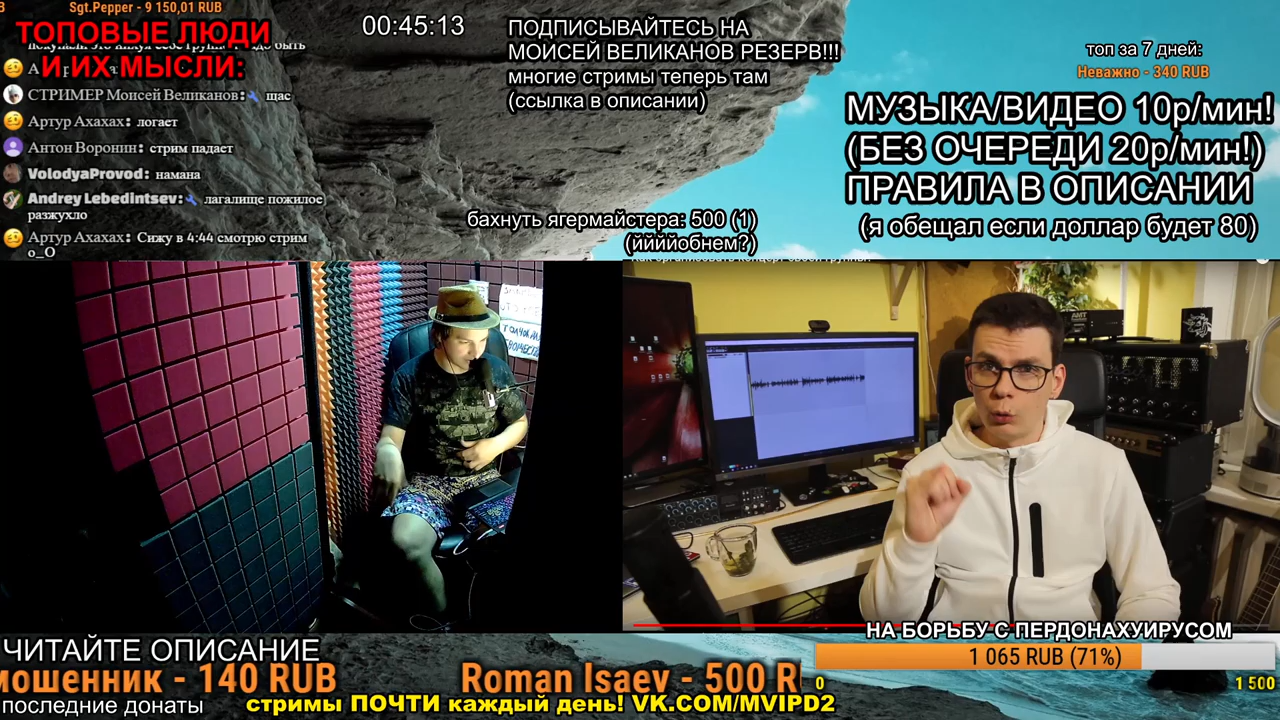 Sgt.Pepper - 9 150,01 RUB
ТОПОВЫЕ ЛЮДИ
И ИХ МЫСЛИ:
СТРИМЕР Моисей Великанов: щас
Артур Ахахах: логает
Антон Воронин: стрим падает
VolodyaProvod: намана
Andrey Lebedintsev: лагалище пожилое
разжухло
Артур Ахахах: Сижу в 4:44 смотрю стрим
о_О
00:45:13
ПОДПИСЫВАЙТЕСЬ НА
МОИСЕЙ ВЕЛИКАНОВ РЕЗЕРВ!!!
многие стримы теперь там
(ссылка в описании)
бахнуть ягермайстера: 500 (1)
(йййобнем?)
топ за 7 дней:
Неважно - 340 RUB
МУЗЫКА/ВИДЕО 10р/мин!
(БЕЗ ОЧЕРЕДИ 20р/мин!)
ПРАВИЛА В ОПИСАНИИ
(я обещал если доллар будет 80)
AMT
ЧИТАЙТЕ ОПИСАНИЕ
мошенник - 140 RUB
Roman Isaev - 500 R
последние донаты
стримы ПОЧТИ каждый день! VK.COM/MVIPD2
НА БОРЬБУ С ПЕРДОНАХУИРУСОМ
1 065 RUB (71%)
0
1 500